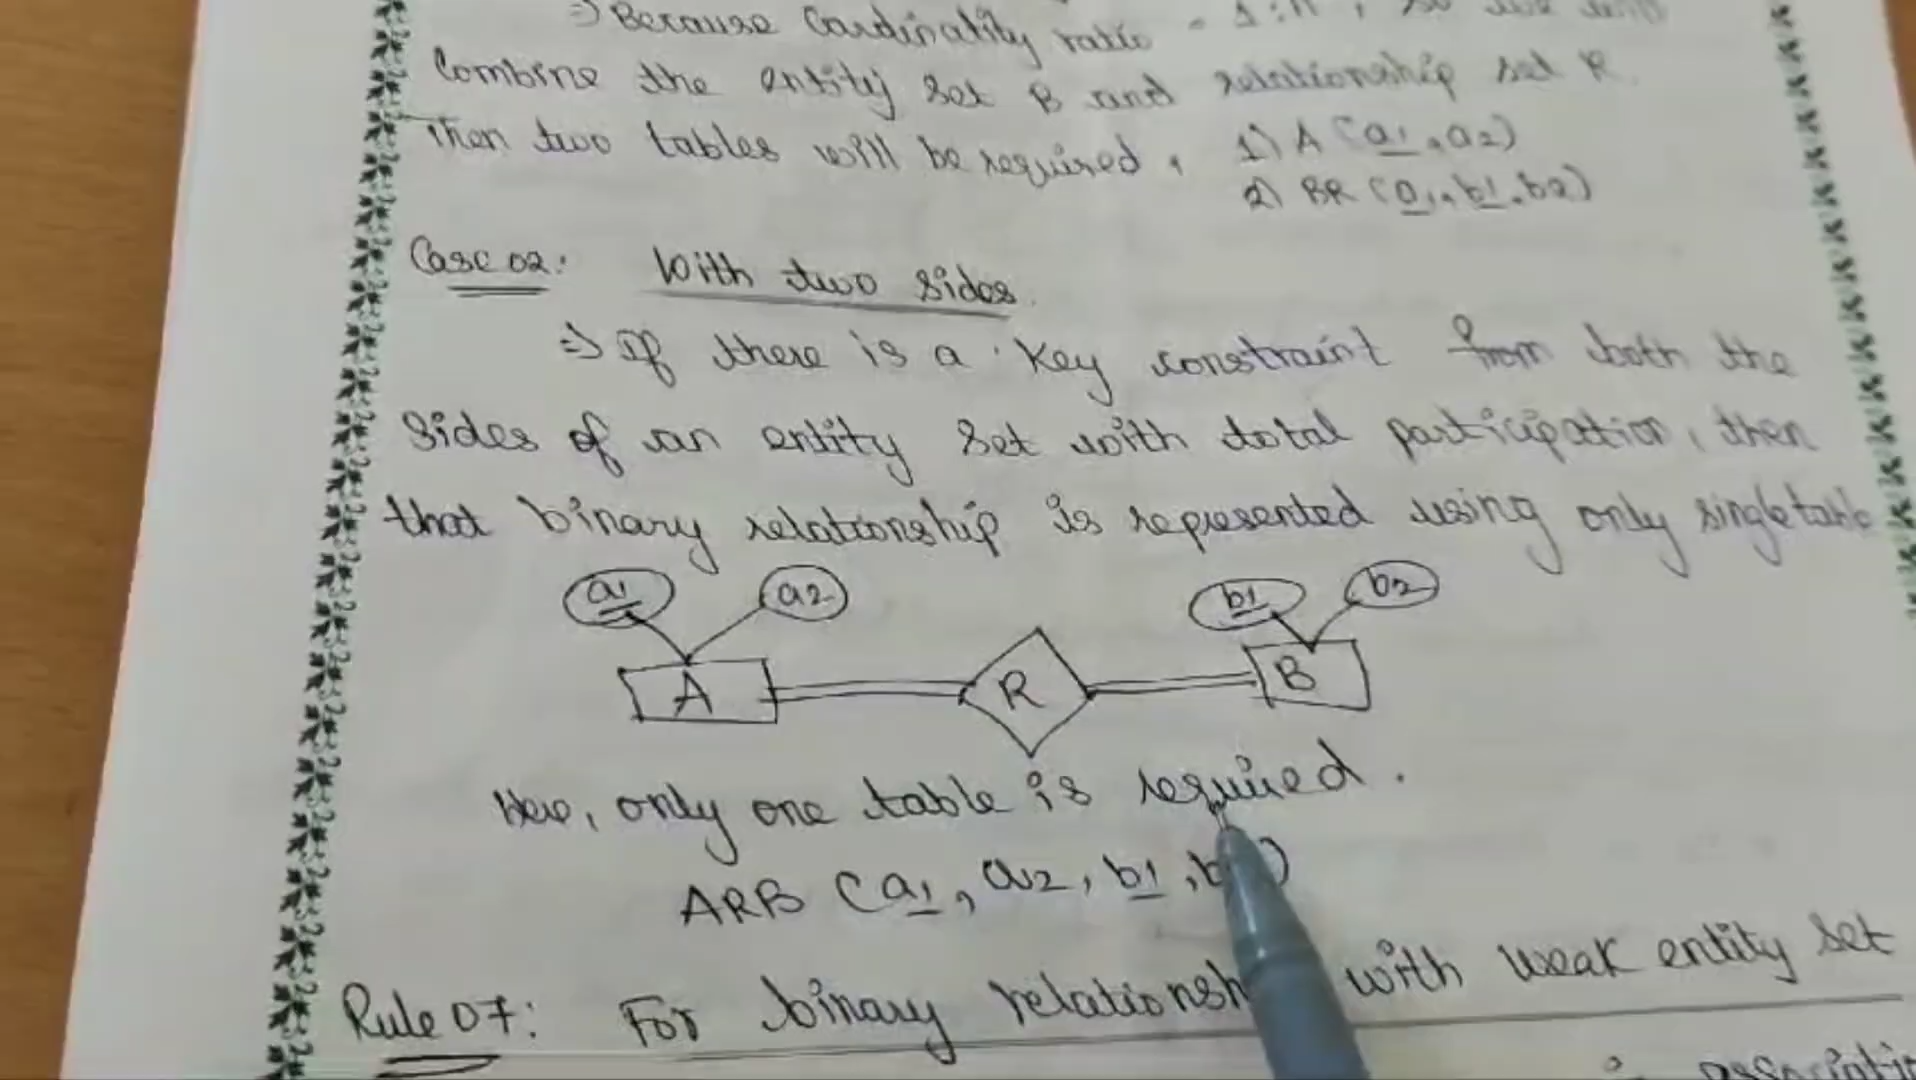 => Because Cardinality ratio = 1:n, so we will
Combine the entity set B and relationship set R.
Then two tables will be required, 1) A (a1, a2)
2) BR (a1, b1, b2)
Case 02: With two sides.
=> If there is a key constraint from both the
sides of an entity set with total participation, then
that binary relationship is represented using only single table
a1 a2 b1 b2
A R B
Here, only one table is required.
ARB (a1, a2, b1, b )
Rule 07: For binary relationsh with weak entity set